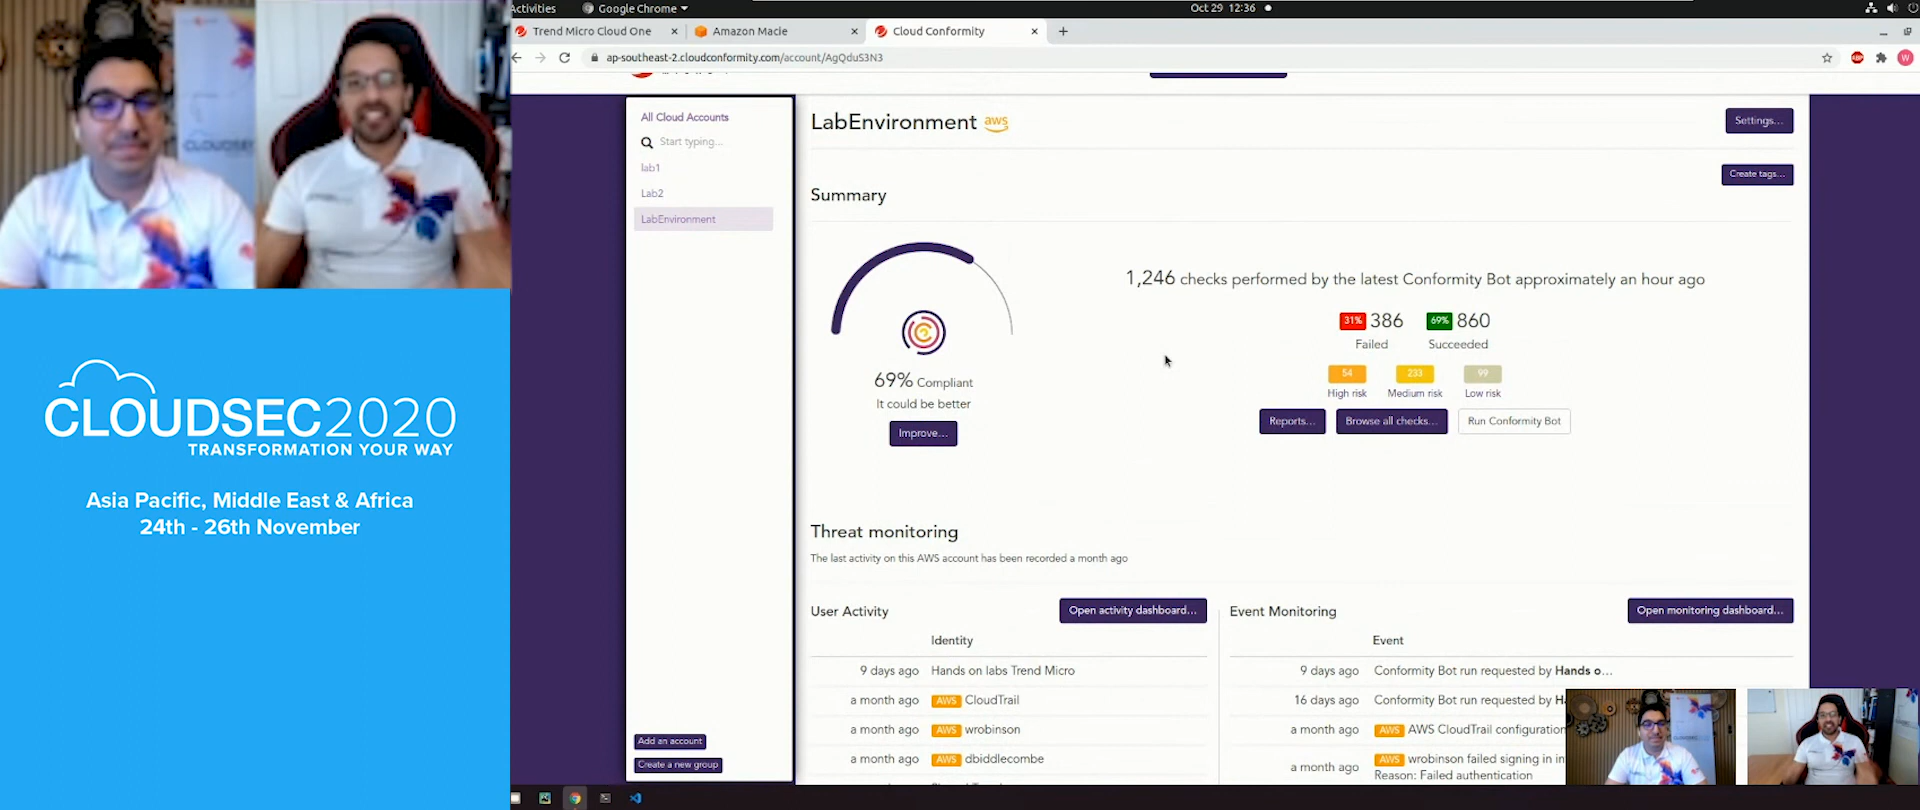 CLOUDSEC2020
TRANSFORMATION YOUR WAY
Asia Pacific, Middle East & Africa
24th - 26th November
Activities
Google Chrome
Oct 29 12:36
Trend Micro Cloud One
Amazon Macie
Cloud Conformity
ap-southeast-2.cloudconformity.com/account/AgQduS3N3
ABP
W
All Cloud Accounts
Start typing...
lab1
Lab2
LabEnvironment
Add an account
Create a new group
LabEnvironment aws
Settings...
Create tags...
Summary
69% Compliant
It could be better
Improve...
1,246 checks performed by the latest Conformity Bot approximately an hour ago
31% 386
Failed
69% 860
Succeeded
54
High risk
233
Medium risk
99
Low risk
Reports...
Browse all checks...
Run Conformity Bot
Threat monitoring
The last activity on this AWS account has been recorded a month ago
User Activity
Open activity dashboard...
Identity
9 days ago Hands on labs Trend Micro
a month ago AWS CloudTrail
a month ago AWS wrobinson
a month ago AWS dbiddlecombe
Event Monitoring
Open monitoring dashboard...
Event
9 days ago Conformity Bot run requested by Hands o...
16 days ago Conformity Bot run requested by
a month ago AWS AWS CloudTrail configuration
a month ago AWS wrobinson failed signing in
Reason: Failed authentication